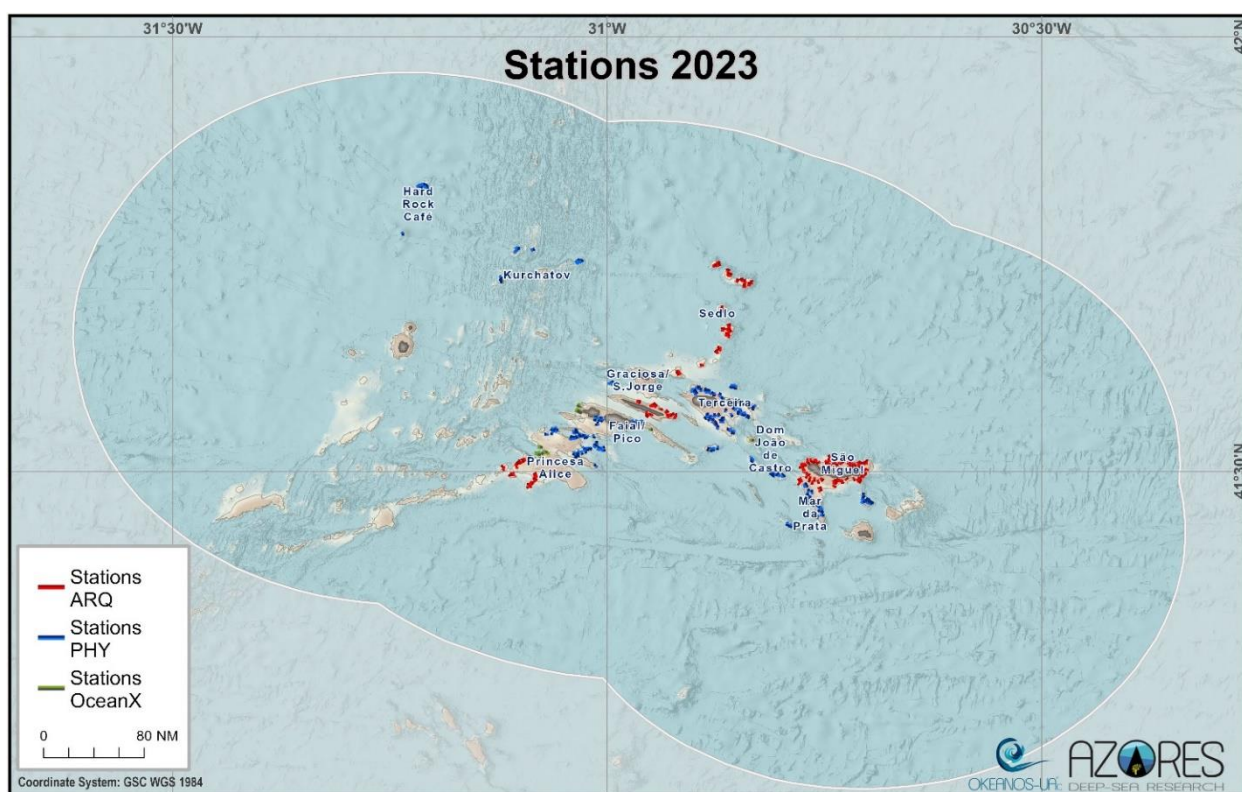 31°30'W
31°W
30°30'W
42°N
Stations 2023
Hard
Rock
Café
Kurchatov
Sedlo
Graciosa/
S.Jorge
Terceira
Faial/
Pico
Dom
João
de
Castro
São
Miguel
Princesa
Alice
41°30'N
Mar
da
Prata
Stations
ARQ
Stations
PHY
Stations
OceanX
0 80 NM
Coordinate System: GSC WGS 1984
OKEANOS-UAc
AZORES
DEEP-SEA RESEARCH